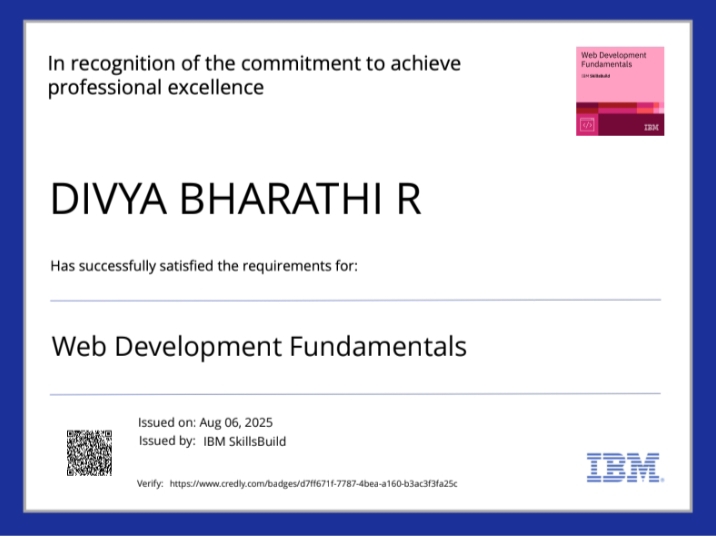 In recognition of the commitment to achieve
professional excellence
Web Development
Fundamentals
IBM SkillsBuild
IBM
DIVYA BHARATHI R
Has successfully satisfied the requirements for:
Web Development Fundamentals
Issued on: Aug 06, 2025
Issued by: IBM SkillsBuild
Verify: https://www.credly.com/badges/d7ff671f-7787-4bea-a160-b3ac3f3fa25c
IBM